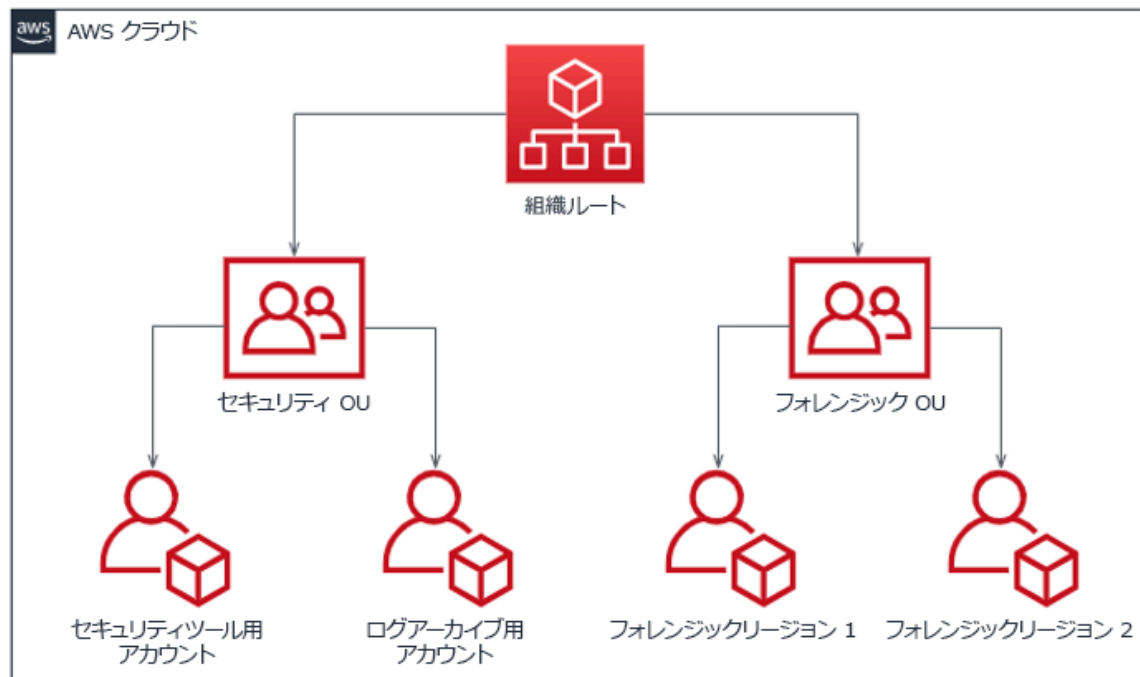 aws
AWS クラウド
組織ルート
セキュリティ OU
フォレンジック OU
セキュリティツール用
アカウント
ログアーカイブ用
アカウント
フォレンジックリージョン 1
フォレンジックリージョン 2